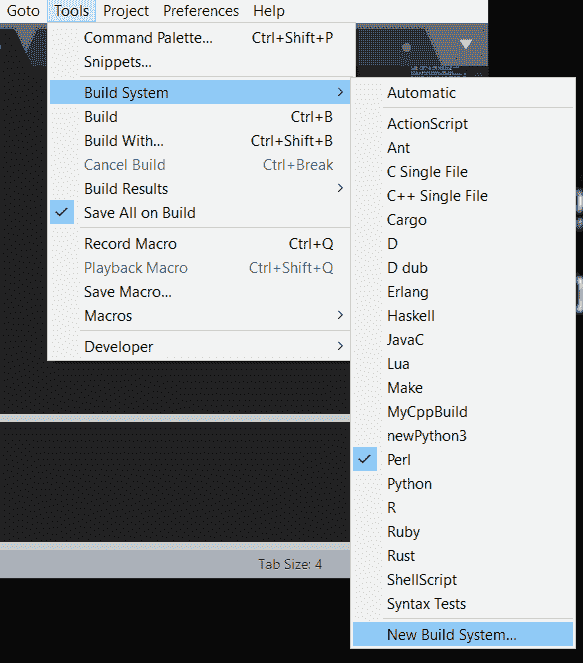 Goto Tools Project Preferences Help
Command Palette... Ctrl+Shift+P
Snippets...
Build System
Build Ctrl+B
Build With... Ctrl+Shift+B
Cancel Build Ctrl+Break
Build Results
Save All on Build
Record Macro Ctrl+Q
Playback Macro Ctrl+Shift+Q
Save Macro...
Macros
Developer
Automatic
ActionScript
Ant
C Single File
C++ Single File
Cargo
D
D dub
Erlang
Haskell
JavaC
Lua
Make
MyCppBuild
newPython3
Perl
Python
R
Ruby
Rust
ShellScript
Syntax Tests
New Build System...
Tab Size: 4